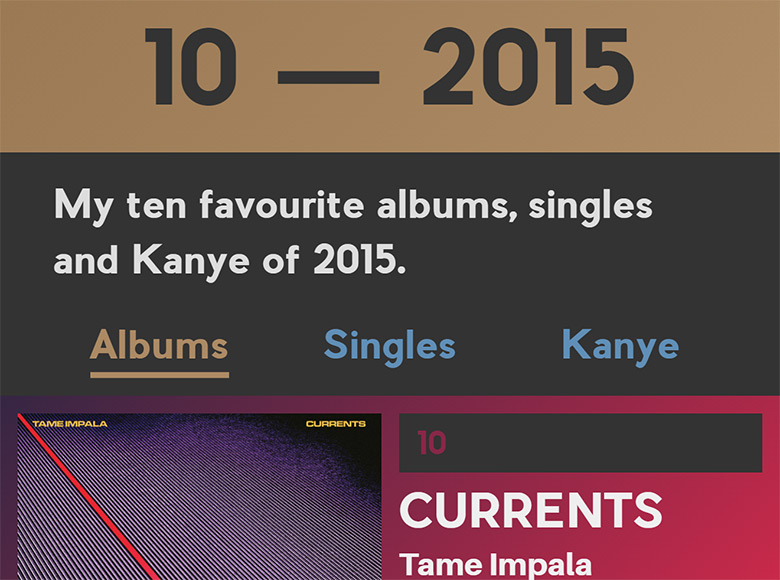 10 — 2015
My ten favourite albums, singles
and Kanye of 2015.
Albums Singles Kanye
TAME IMPALA CURRENTS
10
CURRENTS
Tame Impala